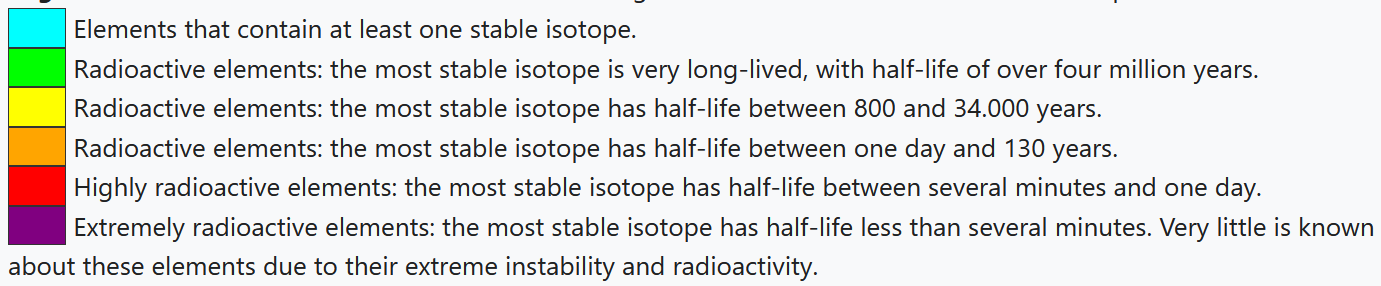 Elements that contain at least one stable isotope.
Radioactive elements: the most stable isotope is very long-lived, with half-life of over four million years.
Radioactive elements: the most stable isotope has half-life between 800 and 34.000 years.
Radioactive elements: the most stable isotope has half-life between one day and 130 years.
Highly radioactive elements: the most stable isotope has half-life between several minutes and one day.
Extremely radioactive elements: the most stable isotope has half-life less than several minutes. Very little is known
about these elements due to their extreme instability and radioactivity.